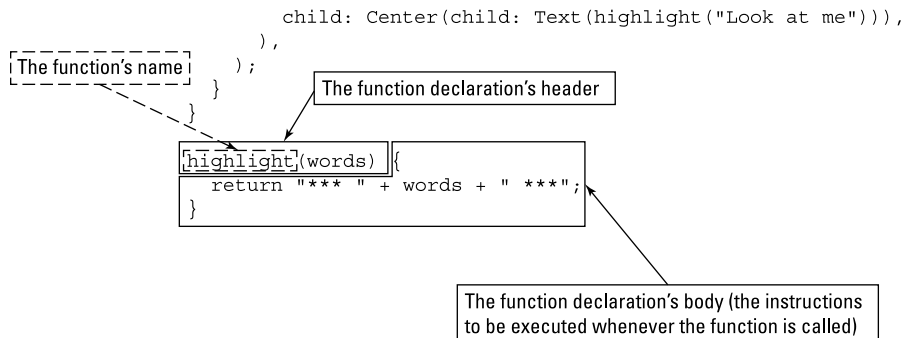 child: Center(child: Text(highlight("Look at me"))),
),
The function's name
);
The function declaration's header
}
}
highlight(words) {
return "*** " + words + " ***";
}
The function declaration's body (the instructions
to be executed whenever the function is called)